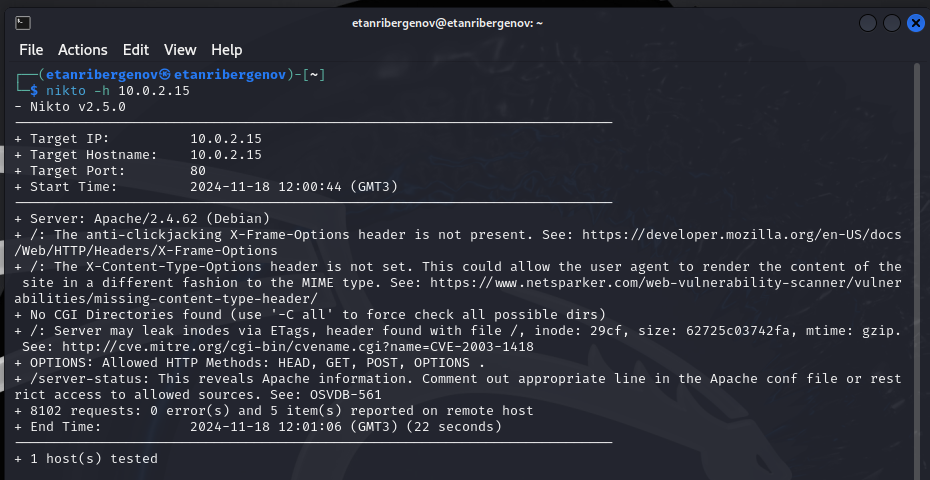 etanribergenov@etanribergenov: ~
File Actions Edit View Help
┌──(etanribergenov㉿etanribergenov)-[~]
└─$ nikto -h 10.0.2.15
- Nikto v2.5.0
---------------------------------------------------------------------------
+ Target IP:          10.0.2.15
+ Target Hostname:    10.0.2.15
+ Target Port:        80
+ Start Time:         2024-11-18 12:00:44 (GMT3)
---------------------------------------------------------------------------
+ Server: Apache/2.4.62 (Debian)
+ /: The anti-clickjacking X-Frame-Options header is not present. See: https://developer.mozilla.org/en-US/docs
/Web/HTTP/Headers/X-Frame-Options
+ /: The X-Content-Type-Options header is not set. This could allow the user agent to render the content of the
 site in a different fashion to the MIME type. See: https://www.netsparker.com/web-vulnerability-scanner/vulner
abilities/missing-content-type-header/
+ No CGI Directories found (use '-C all' to force check all possible dirs)
+ /: Server may leak inodes via ETags, header found with file /, inode: 29cf, size: 62725c03742fa, mtime: gzip.
 See: http://cve.mitre.org/cgi-bin/cvename.cgi?name=CVE-2003-1418
+ OPTIONS: Allowed HTTP Methods: HEAD, GET, POST, OPTIONS .
+ /server-status: This reveals Apache information. Comment out appropriate line in the Apache conf file or rest
rict access to allowed sources. See: OSVDB-561
+ 8102 requests: 0 error(s) and 5 item(s) reported on remote host
+ End Time:           2024-11-18 12:01:06 (GMT3) (22 seconds)
---------------------------------------------------------------------------
+ 1 host(s) tested